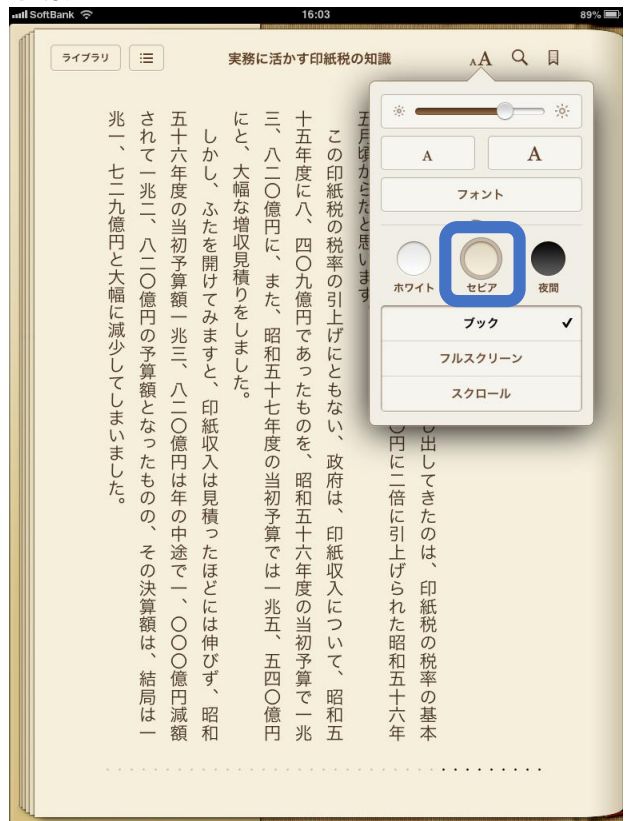 SoftBank 16:03 89%
ライブラリ 実務に活かす印紙税の知識 AA
A A
フォント
ホワイト セピア 夜間
ブック ✓
フルスクリーン
スクロール
出してきたのは、印紙税の税率の基本
円に二倍に引上げられた昭和五十六年
五月頃からだと思います
この印紙税の税率の引上げにともない、政府は、印紙収入について、昭和五
十五年度に八、四〇九億円であったものを、昭和五十六年度の当初予算で一兆
三、八二〇億円に、また、昭和五十七年度の当初予算では一兆五、五四〇億円
にと、大幅な増収見積りをしました。
しかし、ふたを開けてみますと、印紙収入は見積ったほどには伸びず、昭和
五十六年度の当初予算額一兆三、八二〇億円は年の中途で一、〇〇〇億円減額
されて一兆二、八二〇億円の予算額となったものの、その決算額は、結局は一
兆一、七二九億円と大幅に減少してしまいました。